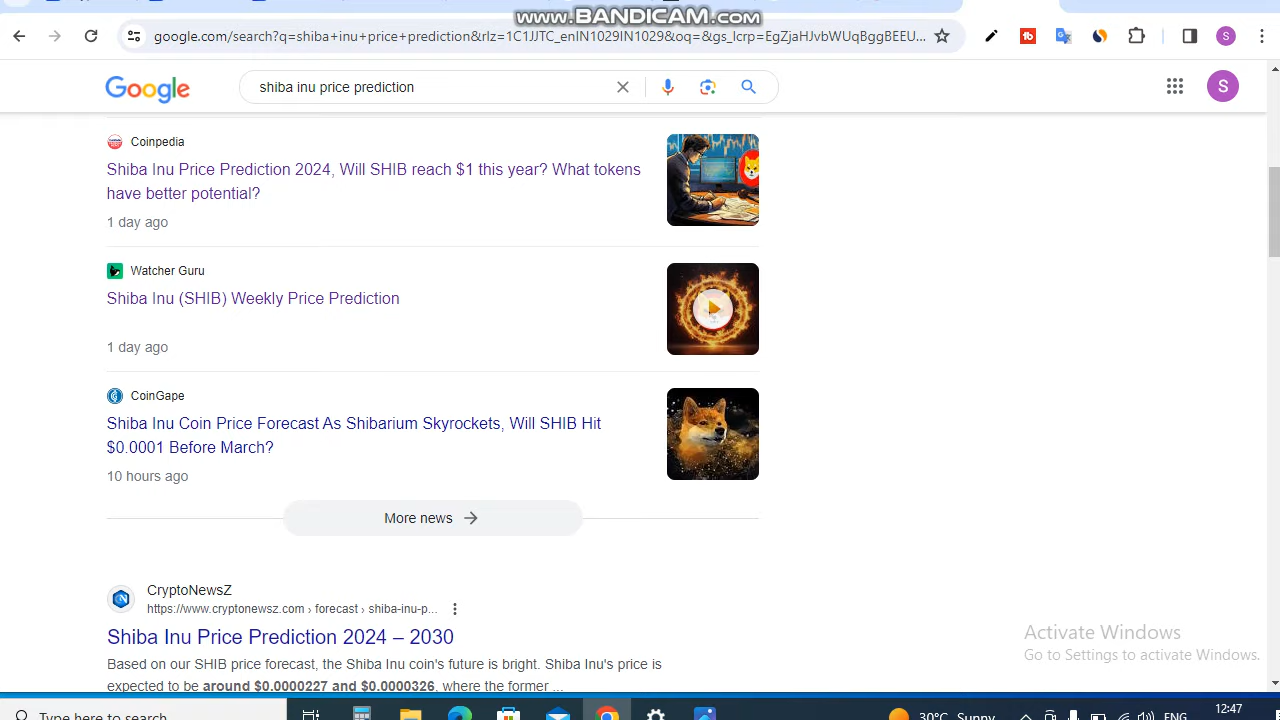 www.BANDICAM.com
google.com/search?q=shiba+inu+price+prediction&rlz=1C1JJTC_enIN1029IN1029&oq=&gs_lcrp=EgZjaHJvbWUqBggBEEU...
S
Google
shiba inu price prediction
S
Coinpedia
Shiba Inu Price Prediction 2024, Will SHIB reach $1 this year? What tokens
have better potential?
1 day ago
Watcher Guru
Shiba Inu (SHIB) Weekly Price Prediction
1 day ago
CoinGape
Shiba Inu Coin Price Forecast As Shibarium Skyrockets, Will SHIB Hit
$0.0001 Before March?
10 hours ago
More news
CryptoNewsZ
https://www.cryptonewsz.com › forecast › shiba-inu-p...
Shiba Inu Price Prediction 2024 – 2030
Based on our SHIB price forecast, the Shiba Inu coin's future is bright. Shiba Inu's price is
expected to be around $0.0000227 and $0.0000326, where the former ...
Activate Windows
Go to Settings to activate Windows.
Type here to search
30°C Sunny
ENG
12:47